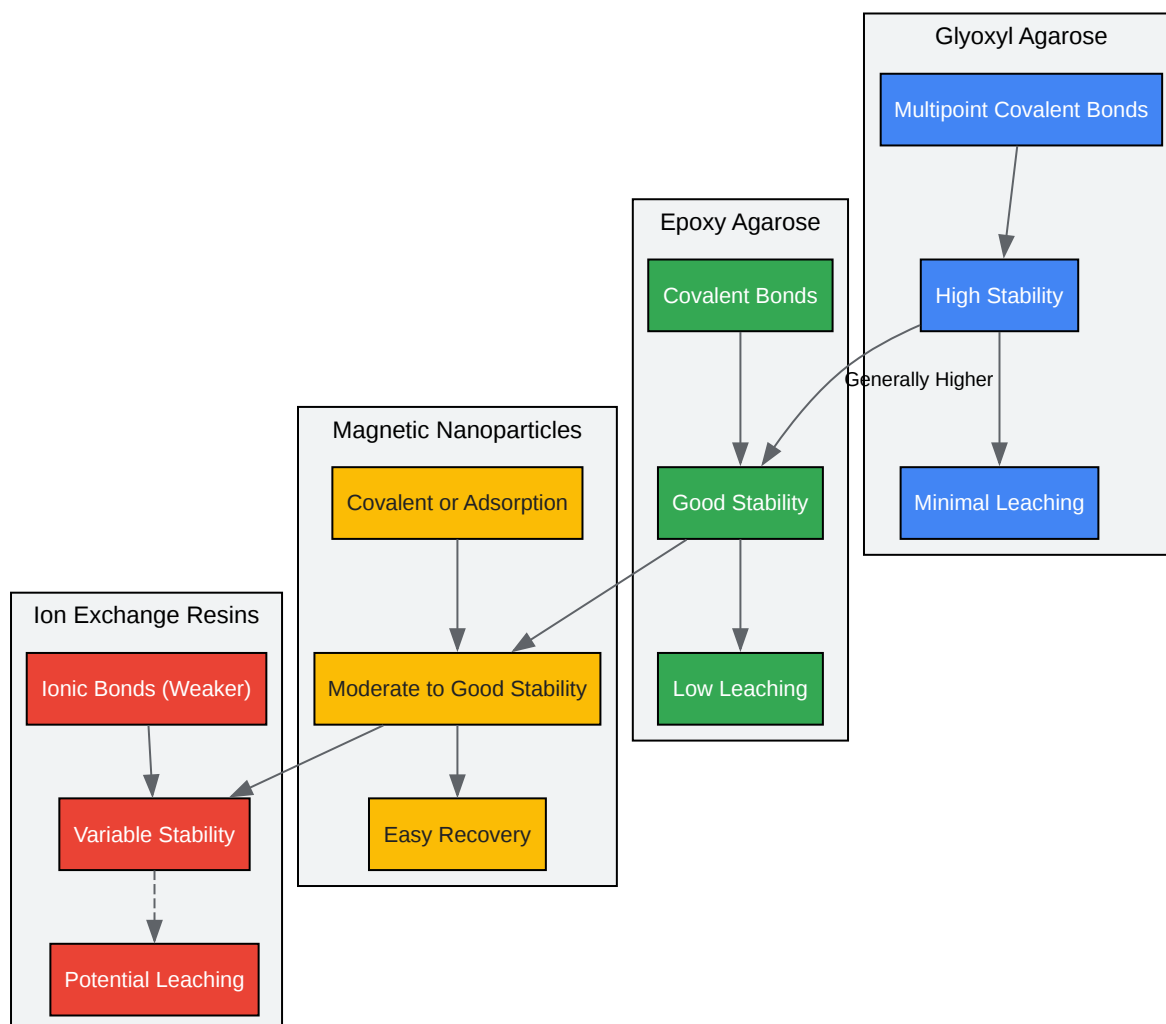 Glyoxyl Agarose
Multipoint Covalent Bonds
High Stability
Generally Higher
Minimal Leaching
Epoxy Agarose
Covalent Bonds
Good Stability
Low Leaching
Magnetic Nanoparticles
Covalent or Adsorption
Moderate to Good Stability
Easy Recovery
Ion Exchange Resins
Ionic Bonds (Weaker)
Variable Stability
Potential Leaching